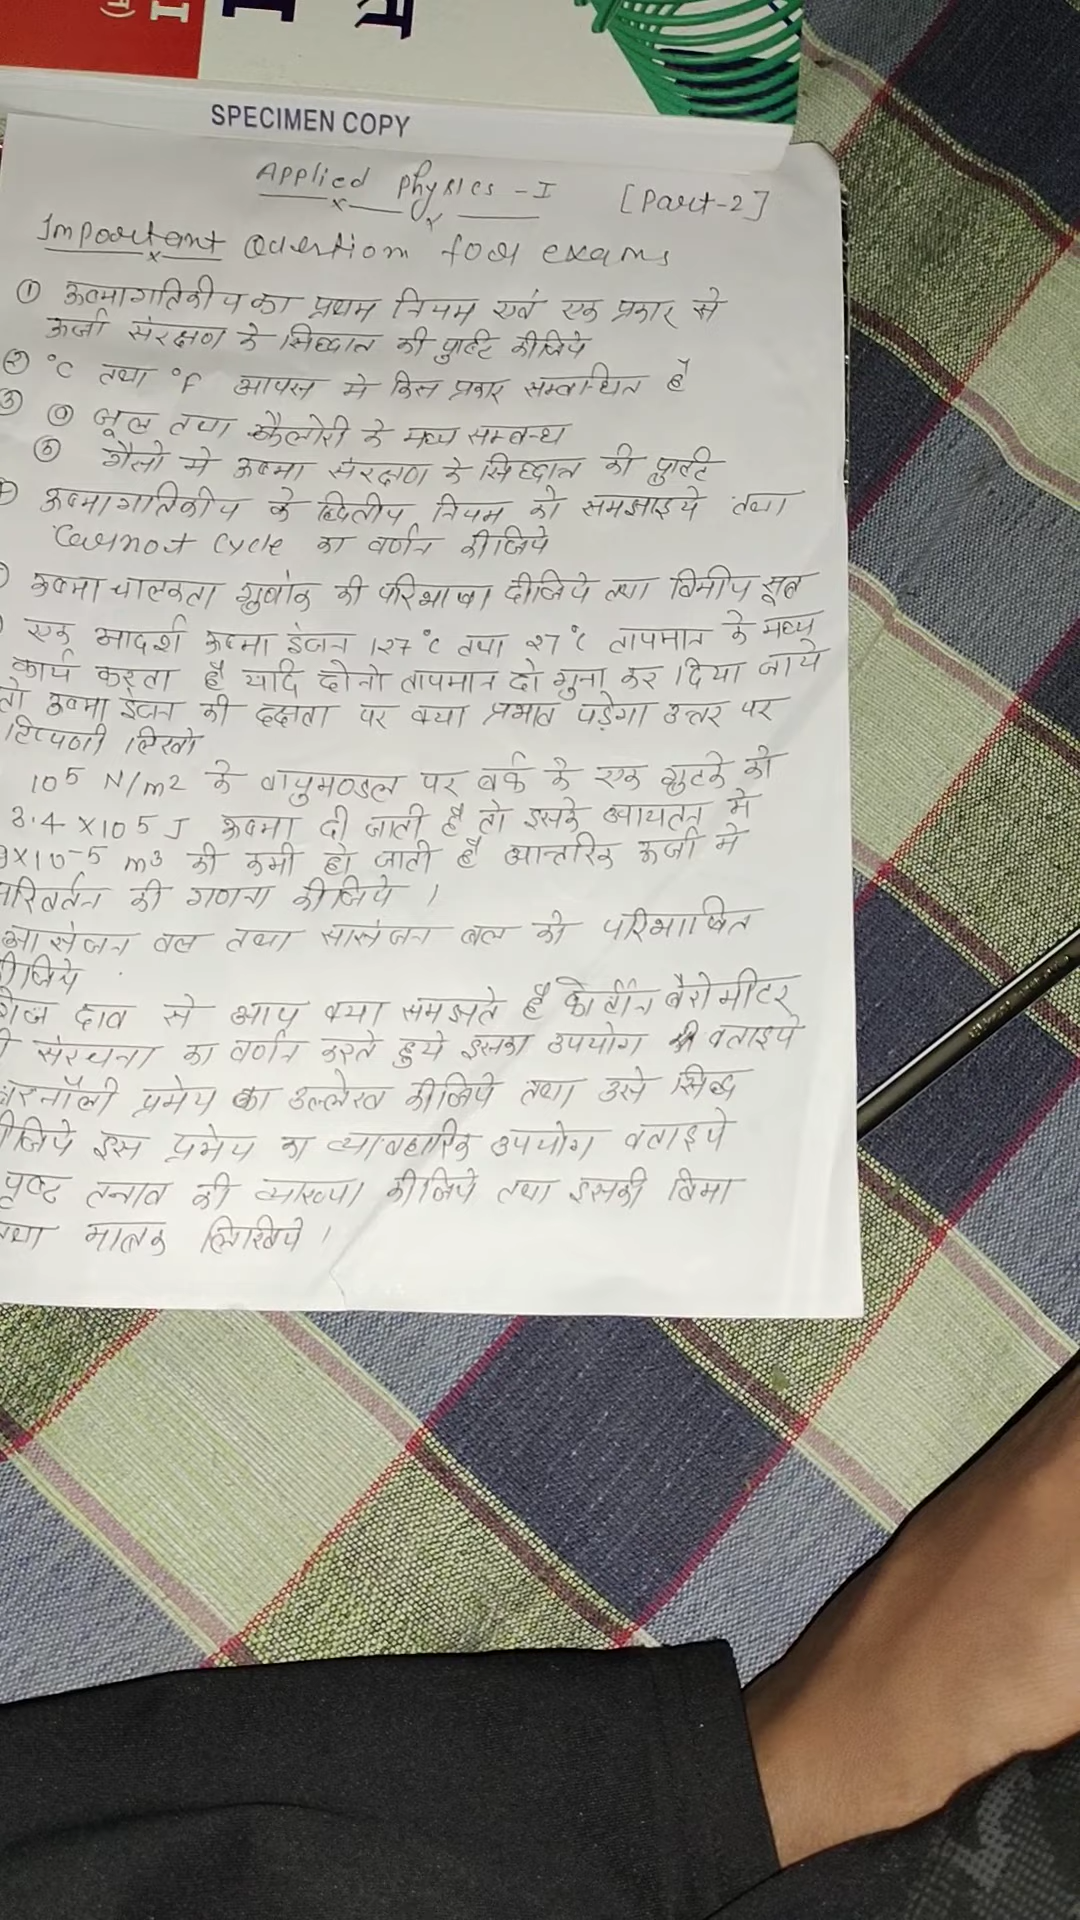 SPECIMEN COPY
Applied Physics - I [Part-2]
Important Question for exams
① ऊष्मागतिकीय का प्रथम नियम एवं एक प्रकार से
ऊर्जा संरक्षण के सिद्धान्त की पुष्टि कीजिये
② °C तथा °F आपस मे किस प्रकार सम्बन्धित है
③ ⓐ जूल तथा कैलोरी के मध्य सम्बन्ध
ⓑ गैसो मे ऊष्मा संरक्षण के सिद्धान्त की पुष्टि
ऊष्मागतिकीय के द्वितीय नियम को समझाइये तथा
Carnot cycle का वर्णन कीजिये
ऊष्मा चालकता गुणांक की परिभाषा दीजिये तथा विमीय सूत्र
एक आदर्श ऊष्मा इंजन 127°C तथा 27°C तापमान के मध्य
कार्य करता है यदि दोनो तापमान दो गुना कर दिया जाये
तो ऊष्मा इंजन की दक्षता पर क्या प्रभाव पड़ेगा उत्तर पर
टिप्पणी लिखो
10⁵ N/m2 के वायुमण्डल पर बर्फ के एक गुटके को
3.4 X10 5 J ऊष्मा दी जाती है तो इसके आयतन मे
9X10⁻⁵ m³ की कमी हो जाती है आन्तरिक ऊर्जा मे
परिवर्तन की गणना कीजिये ।
आसंजन बल तथा सासंजन बल को परिभाषित
कीजिये
गेज दाब से आप क्या समझते है फोर्टीन बैरोमीटर
की संरचना का वर्णन करते हुये इसका उपयोग भी बताइये
बरनौली प्रमेय का उल्लेख कीजिये तथा उसे सिद्ध
कीजिये इस प्रमेय का व्यावहारिक उपयोग बताइये
पृष्ट तनाव की व्याख्या कीजिये तथा इसकी विमा
तथा मात्रक लिखिये ।